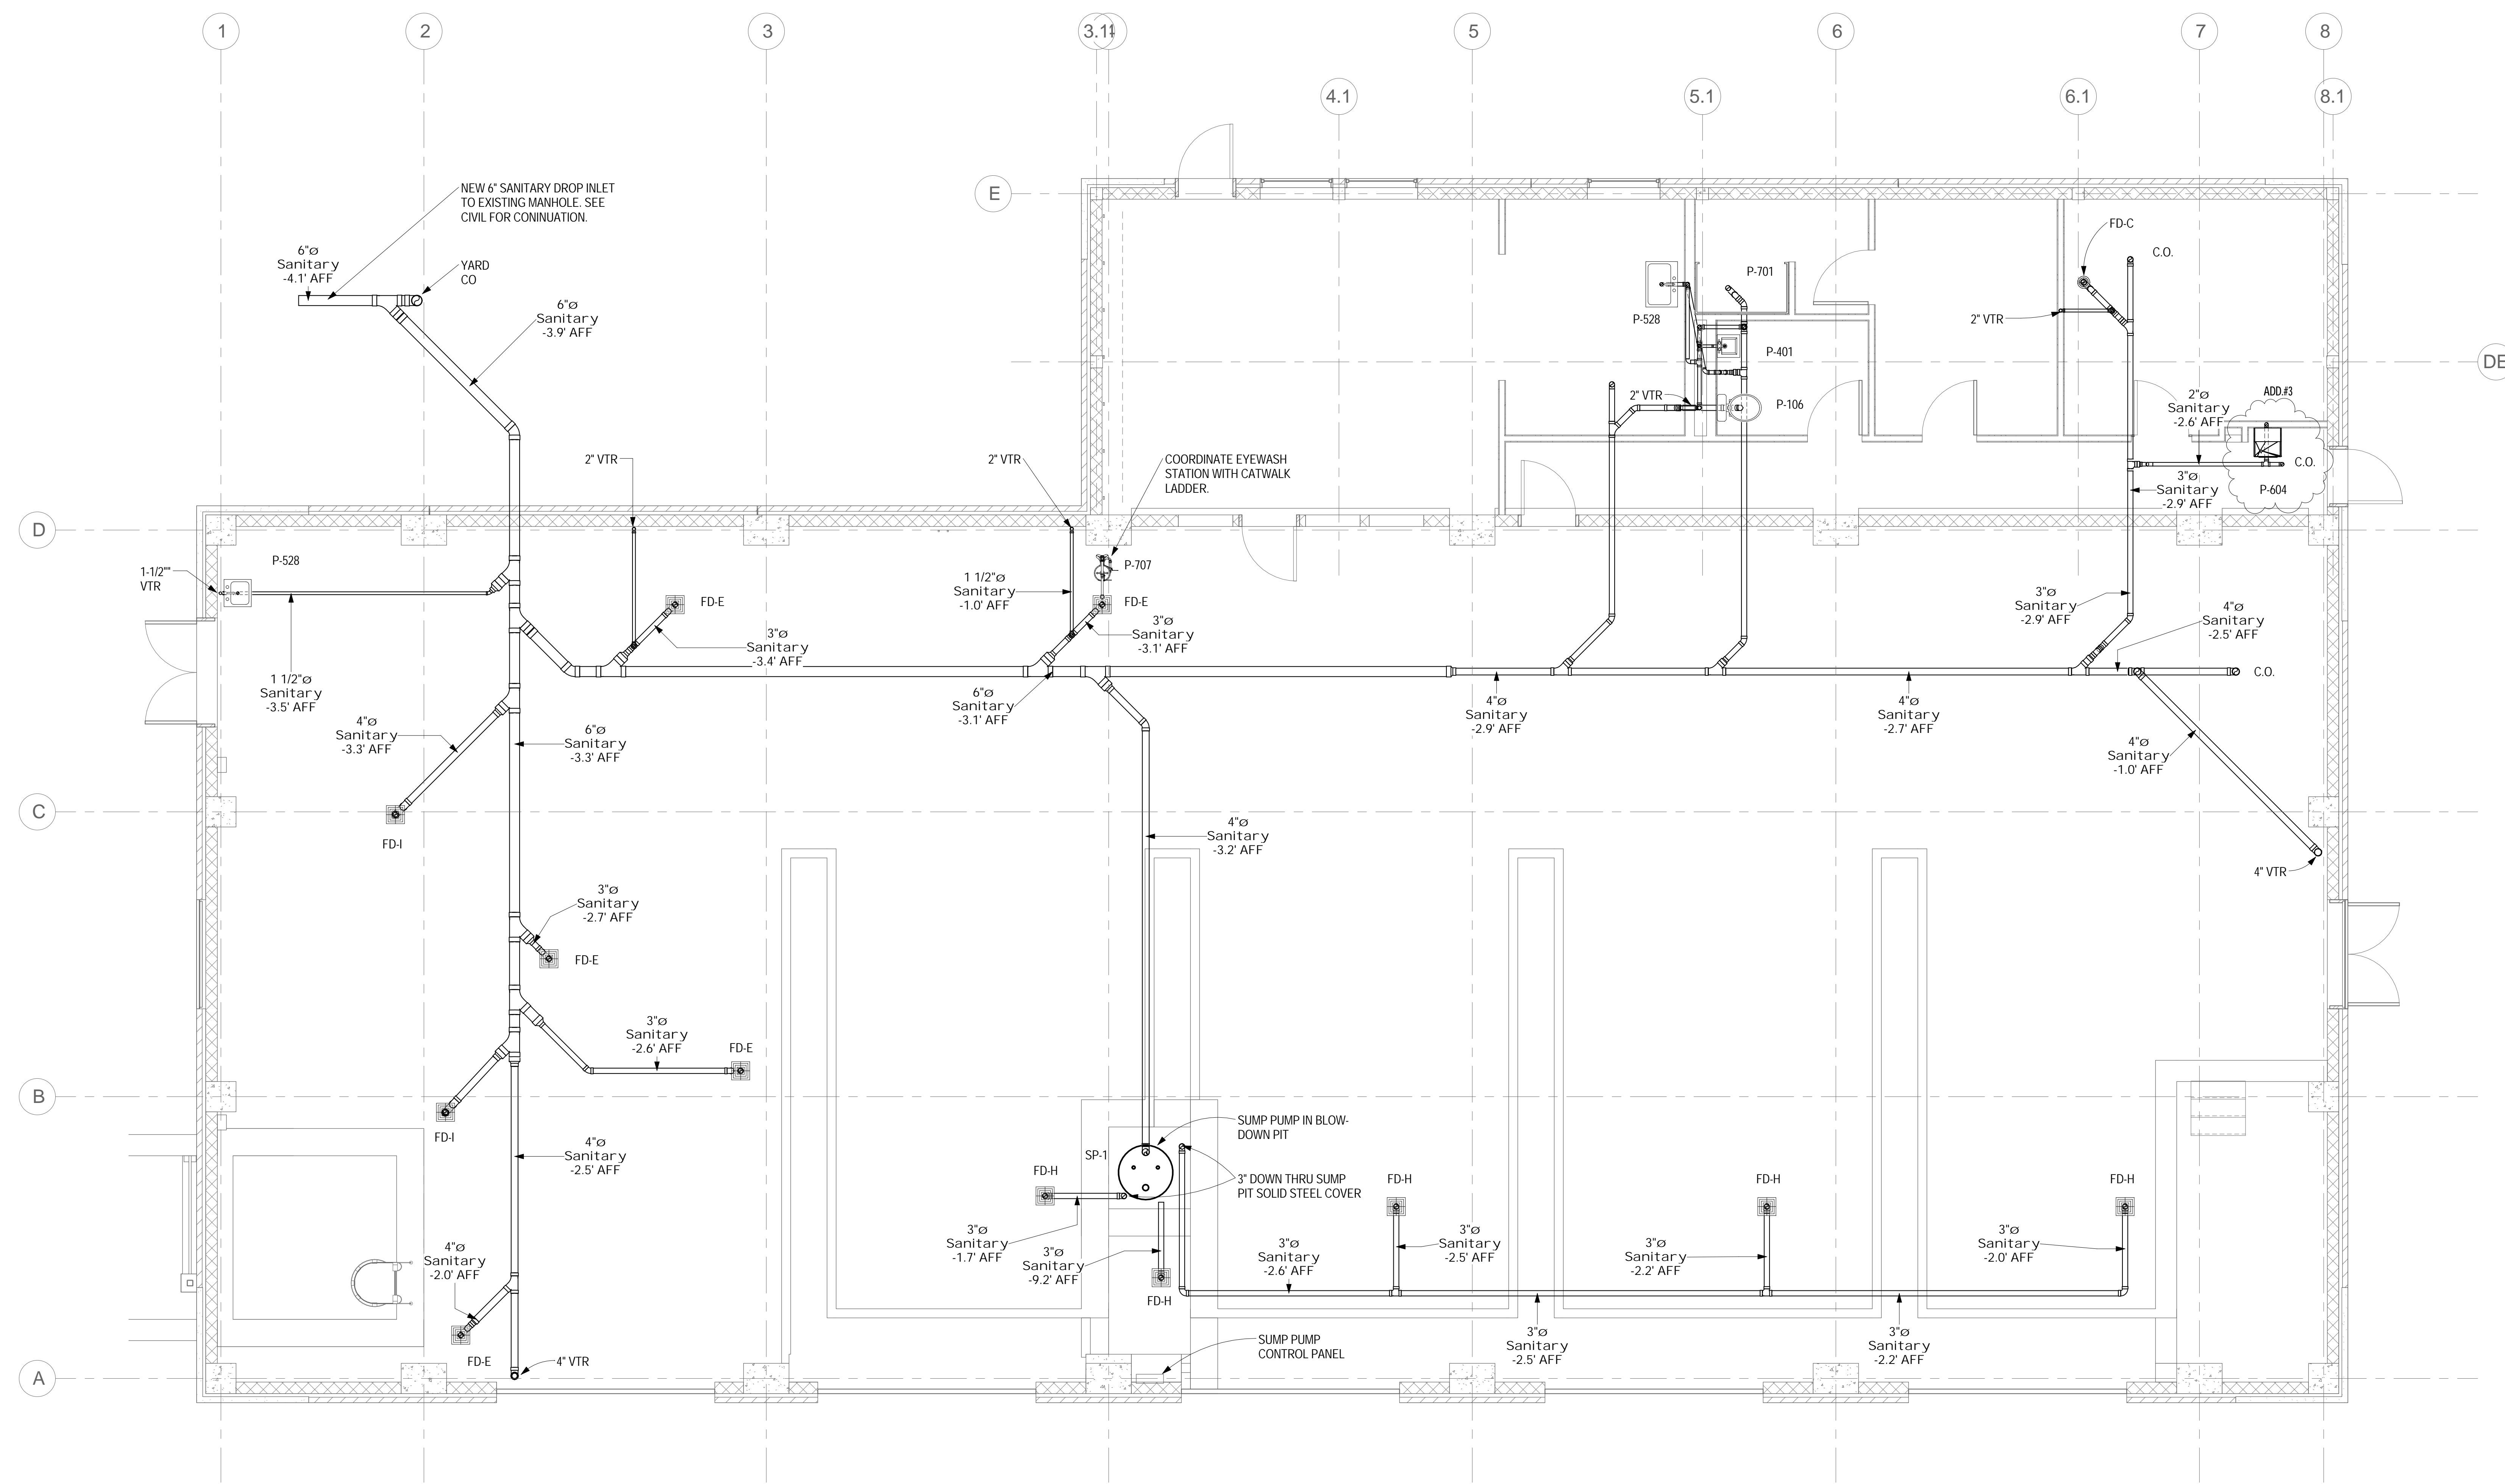 1
2
3
3.1
5
6
7
8
4.1
5.1
6.1
8.1
E
NEW 6" SANITARY DROP INLET
TO EXISTING MANHOLE. SEE
CIVIL FOR CONINUATION.
6"ø
Sanitary
-4.1' AFF
YARD
CO
6"ø
Sanitary
-3.9' AFF
FD-C
C.O.
P-701
P-528
2" VTR
P-401
DE
2" VTR
P-106
2"ø
Sanitary
-2.6' AFF
ADD.#3
2" VTR
2" VTR
COORDINATE EYEWASH
STATION WITH CATWALK
LADDER.
C.O.
3"ø
Sanitary
-2.9' AFF
P-604
D
P-528
1-1/2""
VTR
P-707
1 1/2"ø
Sanitary
-1.0' AFF
FD-E
FD-E
3"ø
Sanitary
-3.4' AFF
3"ø
Sanitary
-3.1' AFF
3"ø
Sanitary
-2.9' AFF
4"ø
Sanitary
-2.5' AFF
C.O.
1 1/2"ø
Sanitary
-3.5' AFF
6"ø
Sanitary
-3.1' AFF
4"ø
Sanitary
-2.9' AFF
4"ø
Sanitary
-2.7' AFF
4"ø
Sanitary
-3.3' AFF
6"ø
Sanitary
-3.3' AFF
4"ø
Sanitary
-1.0' AFF
C
FD-I
4"ø
Sanitary
-3.2' AFF
4" VTR
3"ø
Sanitary
-2.7' AFF
FD-E
3"ø
Sanitary
-2.6' AFF
FD-E
B
FD-I
4"ø
Sanitary
-2.5' AFF
SUMP PUMP IN BLOW-
DOWN PIT
SP-1
FD-H
3" DOWN THRU SUMP
PIT SOLID STEEL COVER
FD-H
FD-H
FD-H
4"ø
Sanitary
-2.0' AFF
3"ø
Sanitary
-1.7' AFF
3"ø
Sanitary
-9.2' AFF
3"ø
Sanitary
-2.6' AFF
3"ø
Sanitary
-2.5' AFF
3"ø
Sanitary
-2.2' AFF
3"ø
Sanitary
-2.0' AFF
FD-H
3"ø
Sanitary
-2.5' AFF
3"ø
Sanitary
-2.2' AFF
SUMP PUMP
CONTROL PANEL
FD-E
4" VTR
A